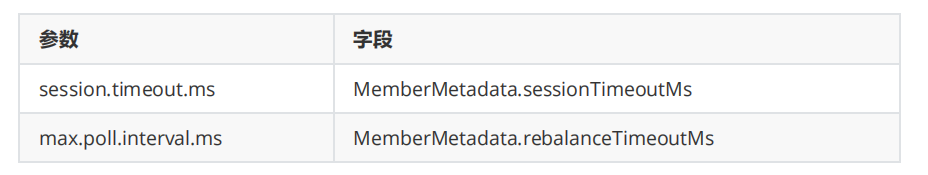 参数 字段
session.timeout.ms MemberMetadata.sessionTimeoutMs
max.poll.interval.ms MemberMetadata.rebalanceTimeoutMs